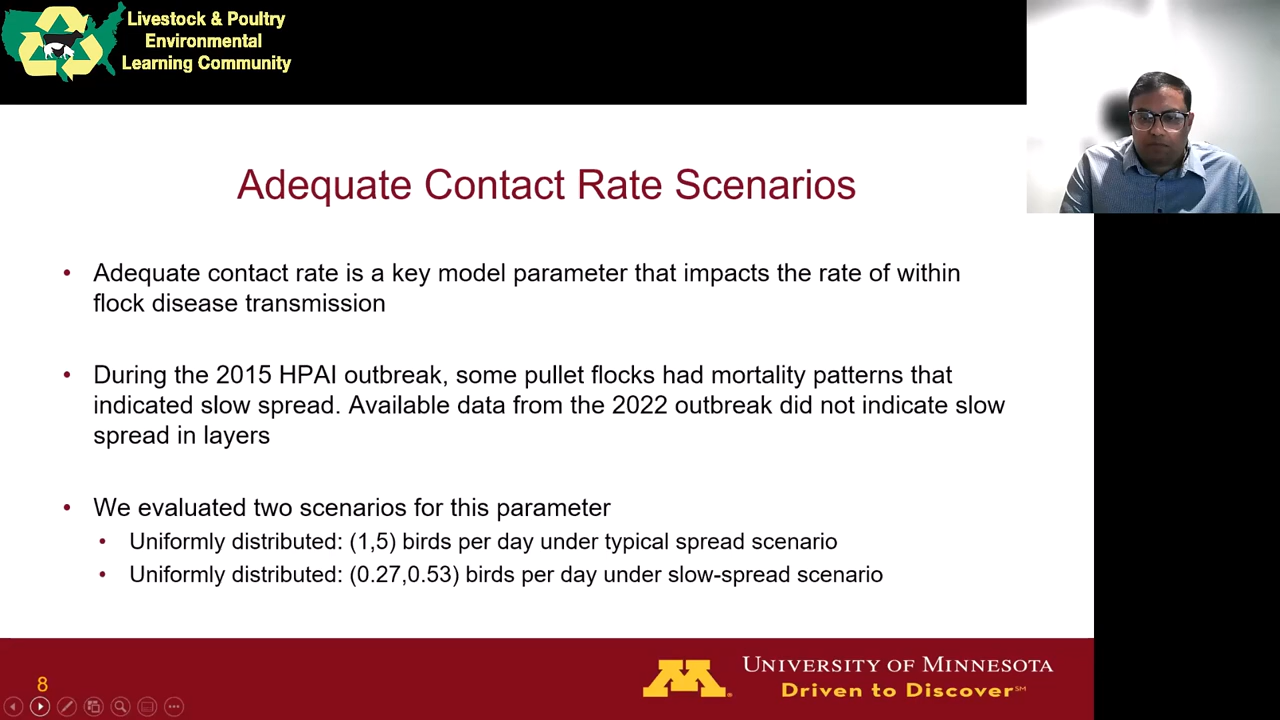 Livestock & Poultry
Environmental
Learning Community
Adequate Contact Rate Scenarios
• Adequate contact rate is a key model parameter that impacts the rate of within
flock disease transmission
• During the 2015 HPAI outbreak, some pullet flocks had mortality patterns that
indicated slow spread. Available data from the 2022 outbreak did not indicate slow
spread in layers
• We evaluated two scenarios for this parameter
• Uniformly distributed: (1,5) birds per day under typical spread scenario
• Uniformly distributed: (0.27,0.53) birds per day under slow-spread scenario
8
M
UNIVERSITY OF MINNESOTA
Driven to Discover℠